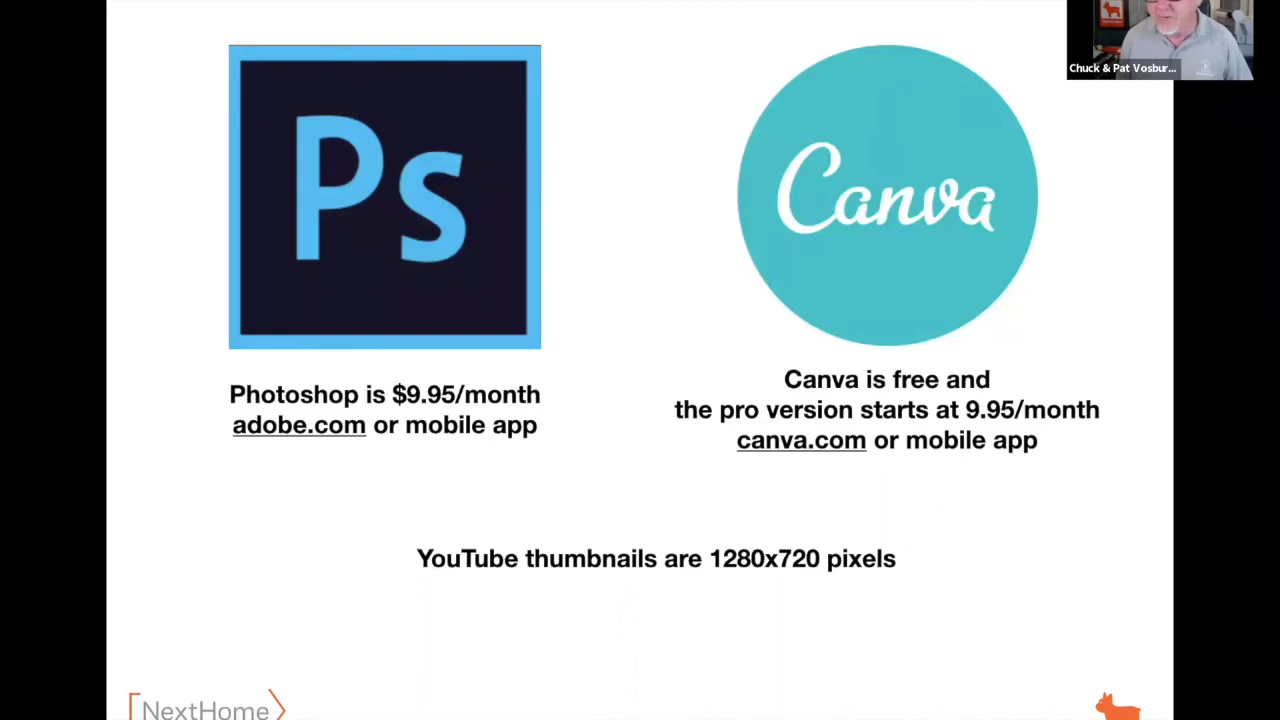 Chuck & Pat Vosbur...
Ps
Canva
Photoshop is $9.95/month
adobe.com or mobile app
Canva is free and
the pro version starts at 9.95/month
canva.com or mobile app
YouTube thumbnails are 1280x720 pixels
NextHome